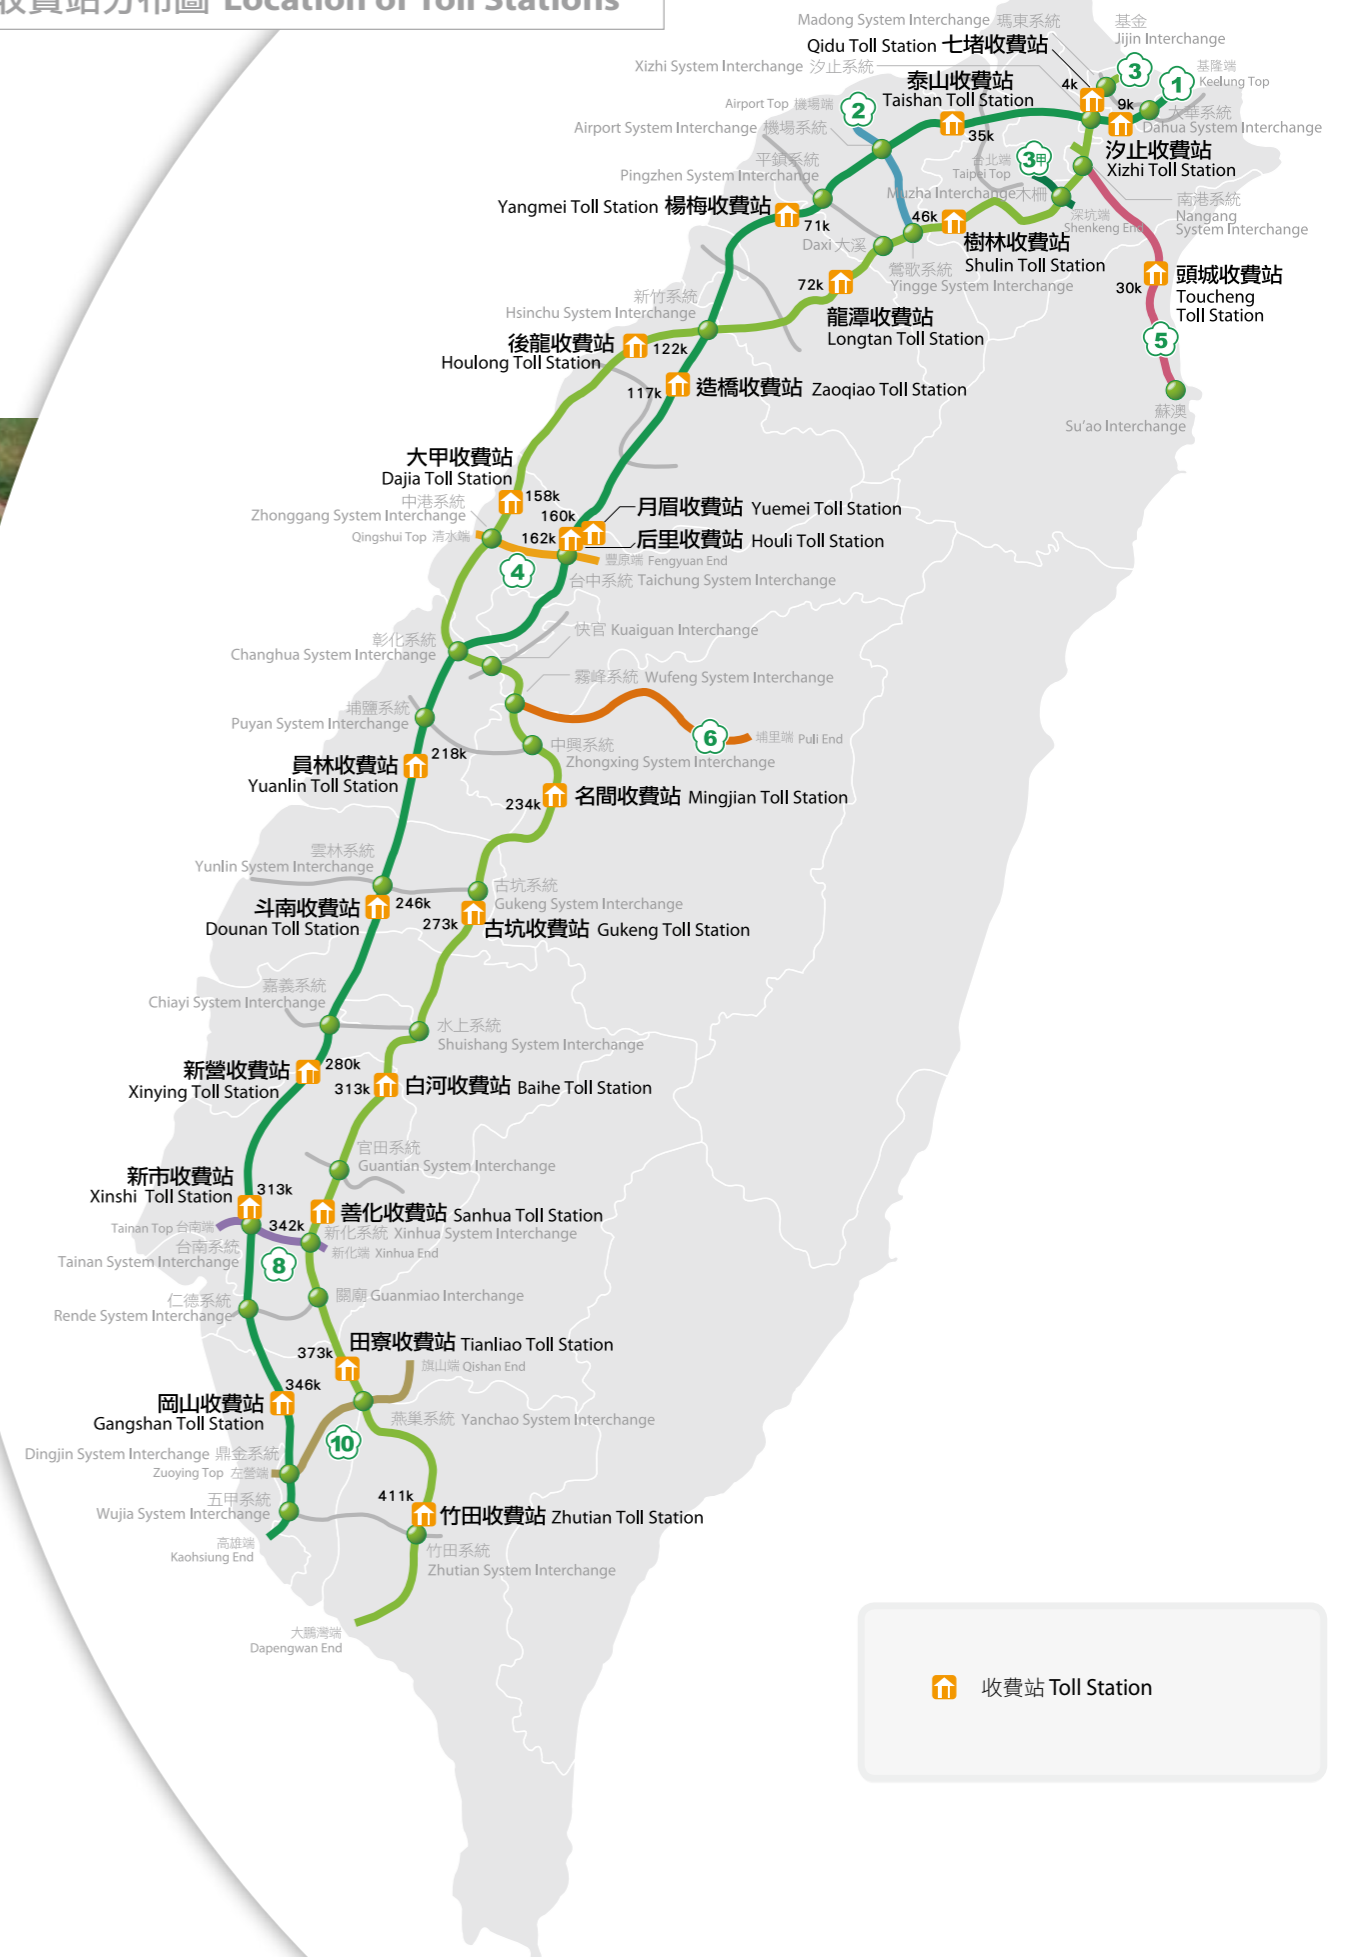 收費站分布圖 Location of Toll Stations
Madong System Interchange 瑪東系統
基金
Jijin Interchange
Qidu Toll Station 七堵收費站
Xizhi System Interchange 汐止系統
基隆端
Keelung Top
3
1
4k
9k
泰山收費站
Taishan Toll Station
35k
大華系統
Dahua System Interchange
Airport Top 機場端
2
Airport System Interchange 機場系統
汐止收費站
Xizhi Toll Station
平鎮系統
Pingzhen System Interchange
台北端
Taipei Top
3甲
Muzha Interchange木柵
深坑端
Shenkeng End
南港系統
Nangang
System Interchange
Yangmei Toll Station 楊梅收費站
71k
46k
樹林收費站
Shulin Toll Station
Daxi 大溪
鶯歌系統
Yingge System Interchange
30k
頭城收費站
Toucheng
Toll Station
72k
龍潭收費站
Longtan Toll Station
新竹系統
Hsinchu System Interchange
5
後龍收費站
Houlong Toll Station
122k
117k
造橋收費站 Zaoqiao Toll Station
蘇澳
Su'ao Interchange
大甲收費站
Dajia Toll Station
158k
中港系統
Zhonggang System Interchange
Qingshui Top 清水端
160k
月眉收費站 Yuemei Toll Station
162k
后里收費站 Houli Toll Station
4
豐原端 Fengyuan End
台中系統 Taichung System Interchange
彰化系統
Changhua System Interchange
快官 Kuaiguan Interchange
霧峰系統 Wufeng System Interchange
埔鹽系統
Puyan System Interchange
6
埔里端 Puli End
中興系統
Zhongxing System Interchange
員林收費站
Yuanlin Toll Station
218k
234k
名間收費站 Mingjian Toll Station
雲林系統
Yunlin System Interchange
古坑系統
Gukeng System Interchange
斗南收費站
Dounan Toll Station
246k
273k
古坑收費站 Gukeng Toll Station
嘉義系統
Chiayi System Interchange
水上系統
Shuishang System Interchange
新營收費站
Xinying Toll Station
280k
313k
白河收費站 Baihe Toll Station
官田系統
Guantian System Interchange
新市收費站
Xinshi Toll Station
313k
善化收費站 Sanhua Toll Station
Tainan Top 台南端
342k
新化系統 Xinhua System Interchange
新化端 Xinhua End
台南系統
Tainan System Interchange
8
仁德系統
Rende System Interchange
關廟 Guanmiao Interchange
373k
田寮收費站 Tianliao Toll Station
旗山端 Qishan End
岡山收費站
Gangshan Toll Station
346k
燕巢系統 Yanchao System Interchange
10
Dingjin System Interchange 鼎金系統
Zuoying Top 左營端
五甲系統
Wujia System Interchange
411k
竹田收費站 Zhutian Toll Station
高雄端
Kaohsiung End
竹田系統
Zhutian System Interchange
大鵬灣端
Dapengwan End
收費站 Toll Station